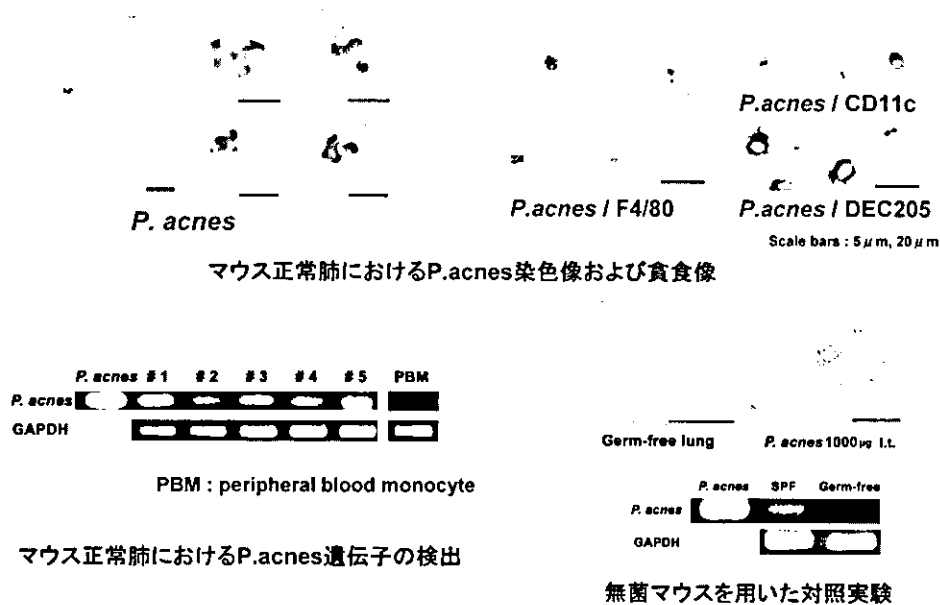 P.acnes / CD11c
P. acnes
P.acnes / F4/80
P.acnes / DEC205
Scale bars : 5μm, 20μm
マウス正常肺におけるP.acnes染色像および貪食像
P. acnes #1 #2 #3 #4 #5 PBM
P. acnes
GAPDH
PBM : peripheral blood monocyte
マウス正常肺におけるP.acnes遺伝子の検出
Germ-free lung
P. acnes 1000μg I.t.
P. acnes SPF Germ-free
P. acnes
GAPDH
無菌マウスを用いた対照実験